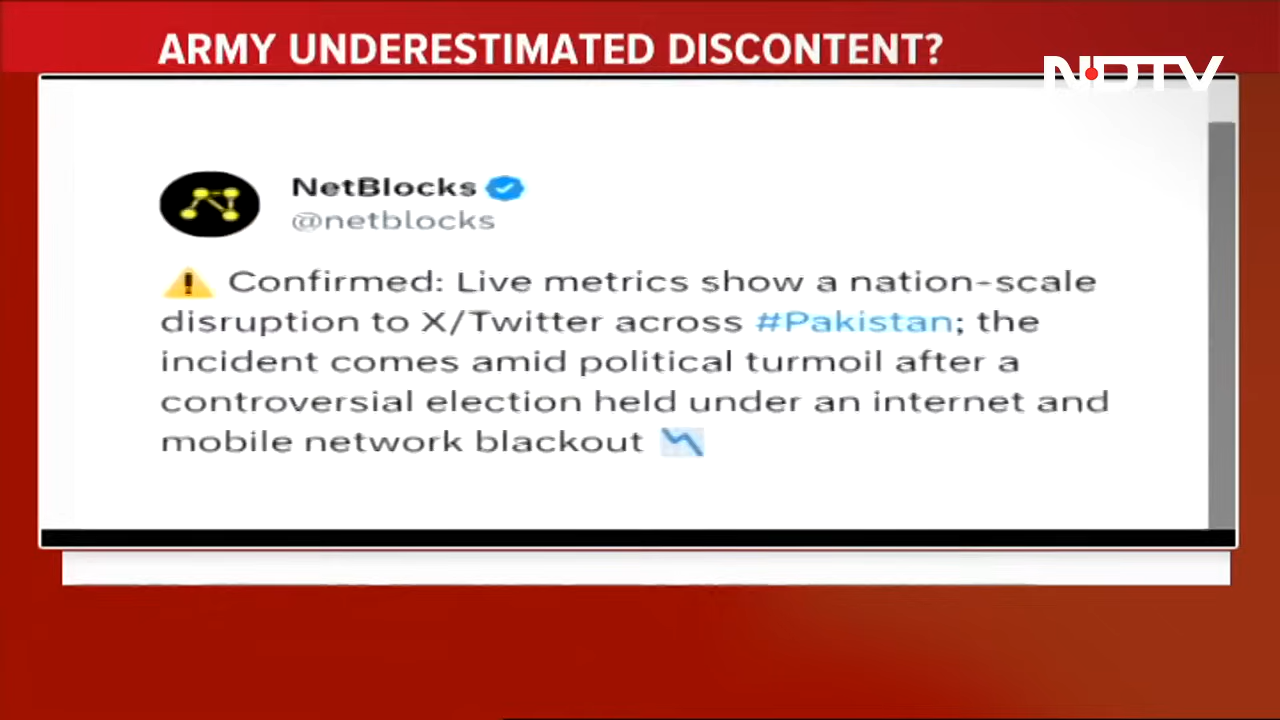 ARMY UNDERESTIMATED DISCONTENT?
NDTV
NetBlocks
@netblocks
⚠️ Confirmed: Live metrics show a nation-scale
disruption to X/Twitter across #Pakistan; the
incident comes amid political turmoil after a
controversial election held under an internet and
mobile network blackout 📉